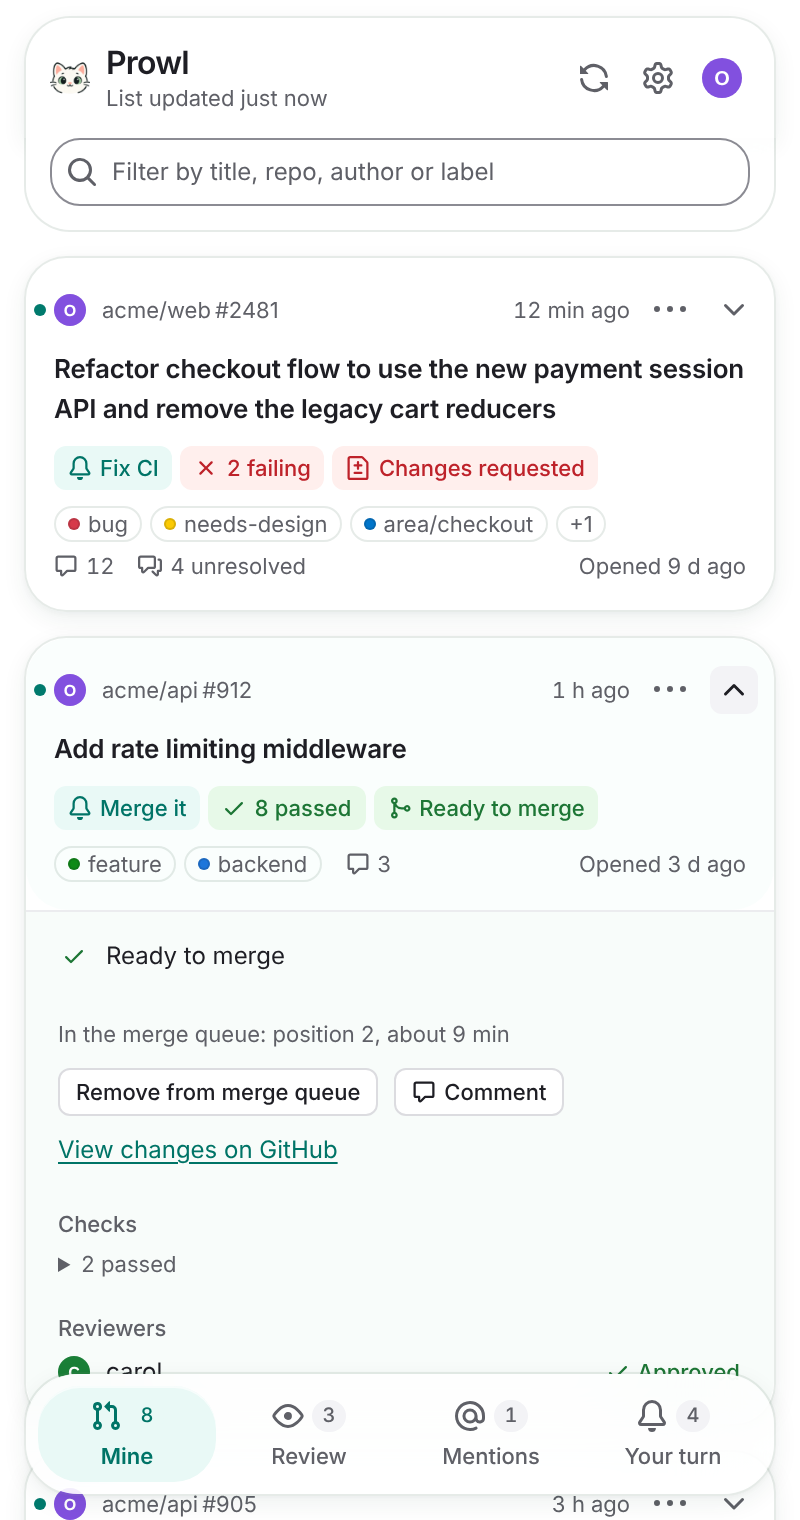 Prowl
List updated just now
O
Filter by title, repo, author or label
O acme/web #2481 12 min ago
Refactor checkout flow to use the new payment session
API and remove the legacy cart reducers
Fix CI 2 failing Changes requested
bug needs-design area/checkout +1
12 4 unresolved Opened 9 d ago
O acme/api #912 1 h ago
Add rate limiting middleware
Merge it 8 passed Ready to merge
feature backend 3 Opened 3 d ago
Ready to merge
In the merge queue: position 2, about 9 min
Remove from merge queue Comment
View changes on GitHub
Checks
2 passed
Reviewers
C carol Approved
8 3 1 4
Mine Review Mentions Your turn
O acme/api #905 3 h ago